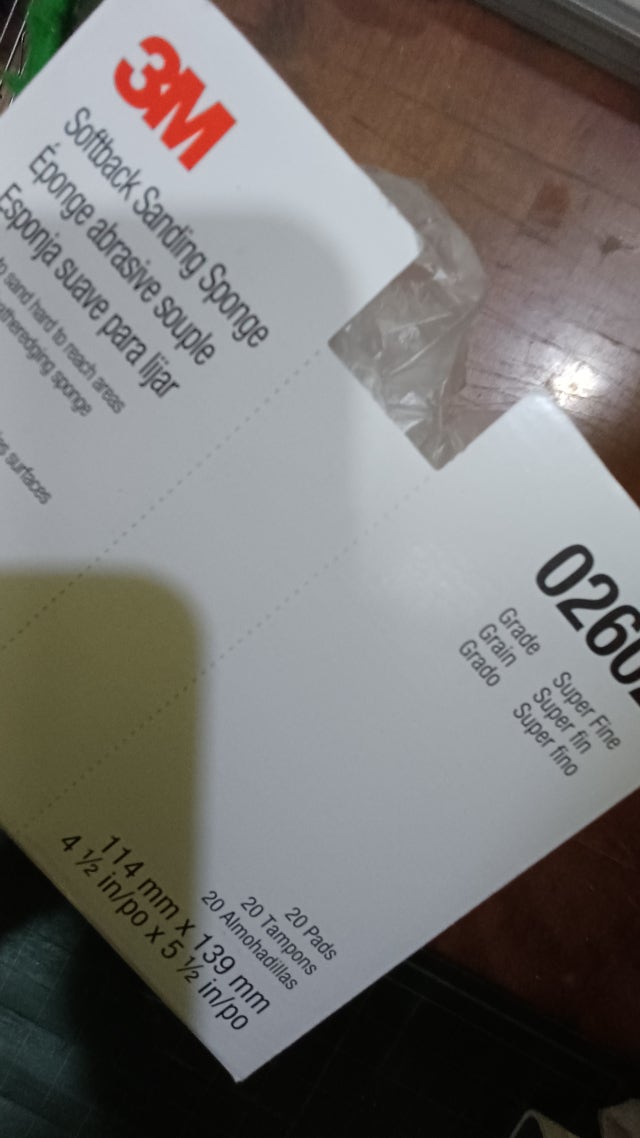 3M
Softback Sanding Sponge
Éponge abrasive souple
Esponja suave para lijar
to sand hard to reach areas
sponge
surfaces
0260
Grade Super Fine
Grain Super fin
Grado Super fino
20 Pads
20 Tampons
20 Almohadillas
114 mm x 139 mm
4 ½ in/po x 5 ½ in/po